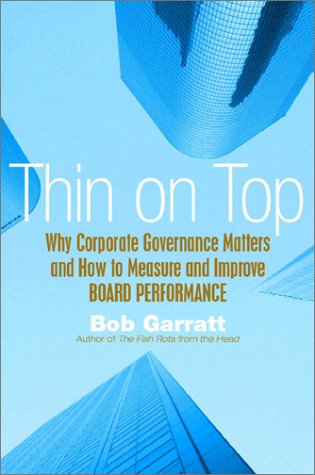 Thin on Top
Why Corporate Governance Matters
and How to Measure and Improve
BOARD PERFORMANCE
Bob Garratt
Author of The Fish Rots from the Head